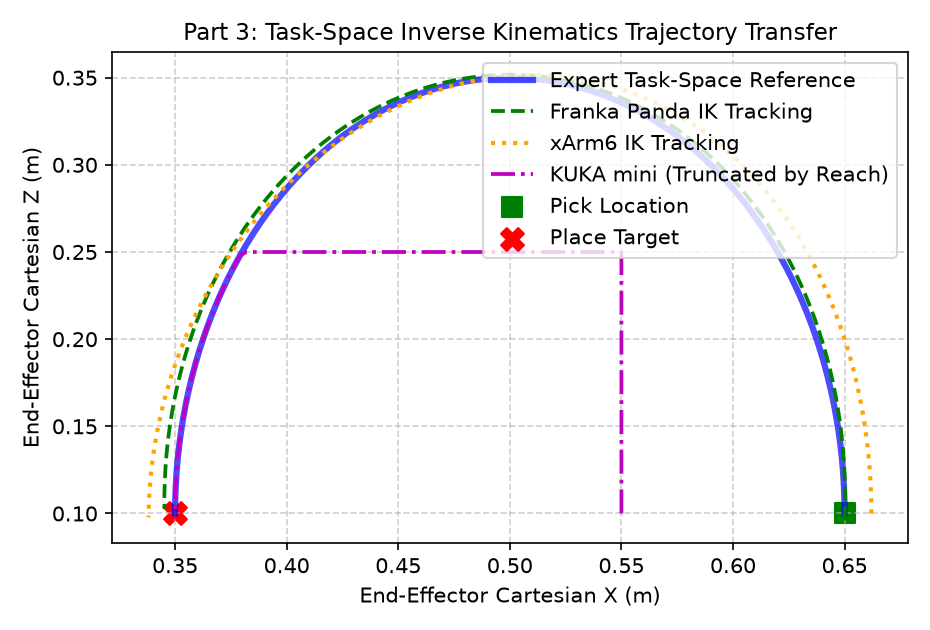 Part 3: Task-Space Inverse Kinematics Trajectory Transfer
Expert Task-Space Reference
Franka Panda IK Tracking
xArm6 IK Tracking
KUKA mini (Truncated by Reach)
Pick Location
Place Target
End-Effector Cartesian Z (m)
0.35
0.30
0.25
0.20
0.15
0.10
0.35 0.40 0.45 0.50 0.55 0.60 0.65
End-Effector Cartesian X (m)